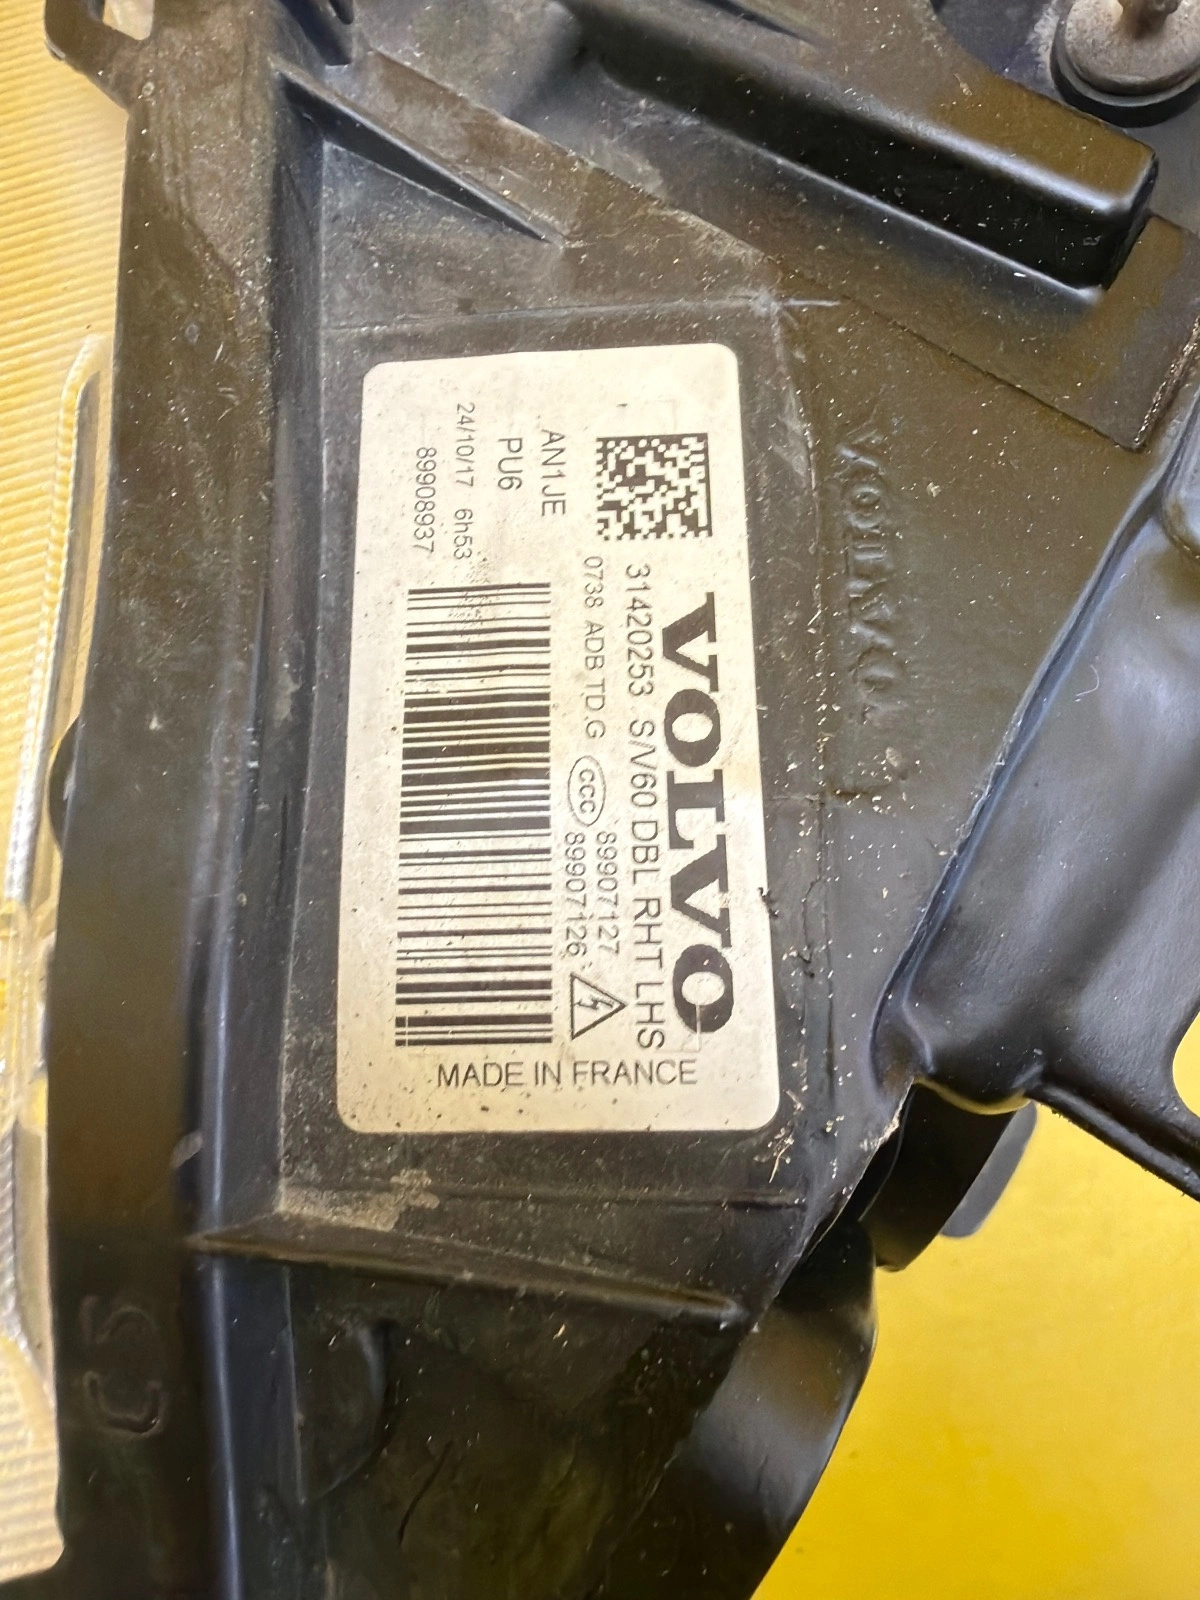 VOLVO
31420253 S/V60 DBL RHT LHS
0738 ADB TD.G CCC 89907127
89907126
AN1JE
PU6
24/10/17 6h53
89908937
MADE IN FRANCE
VOLVO